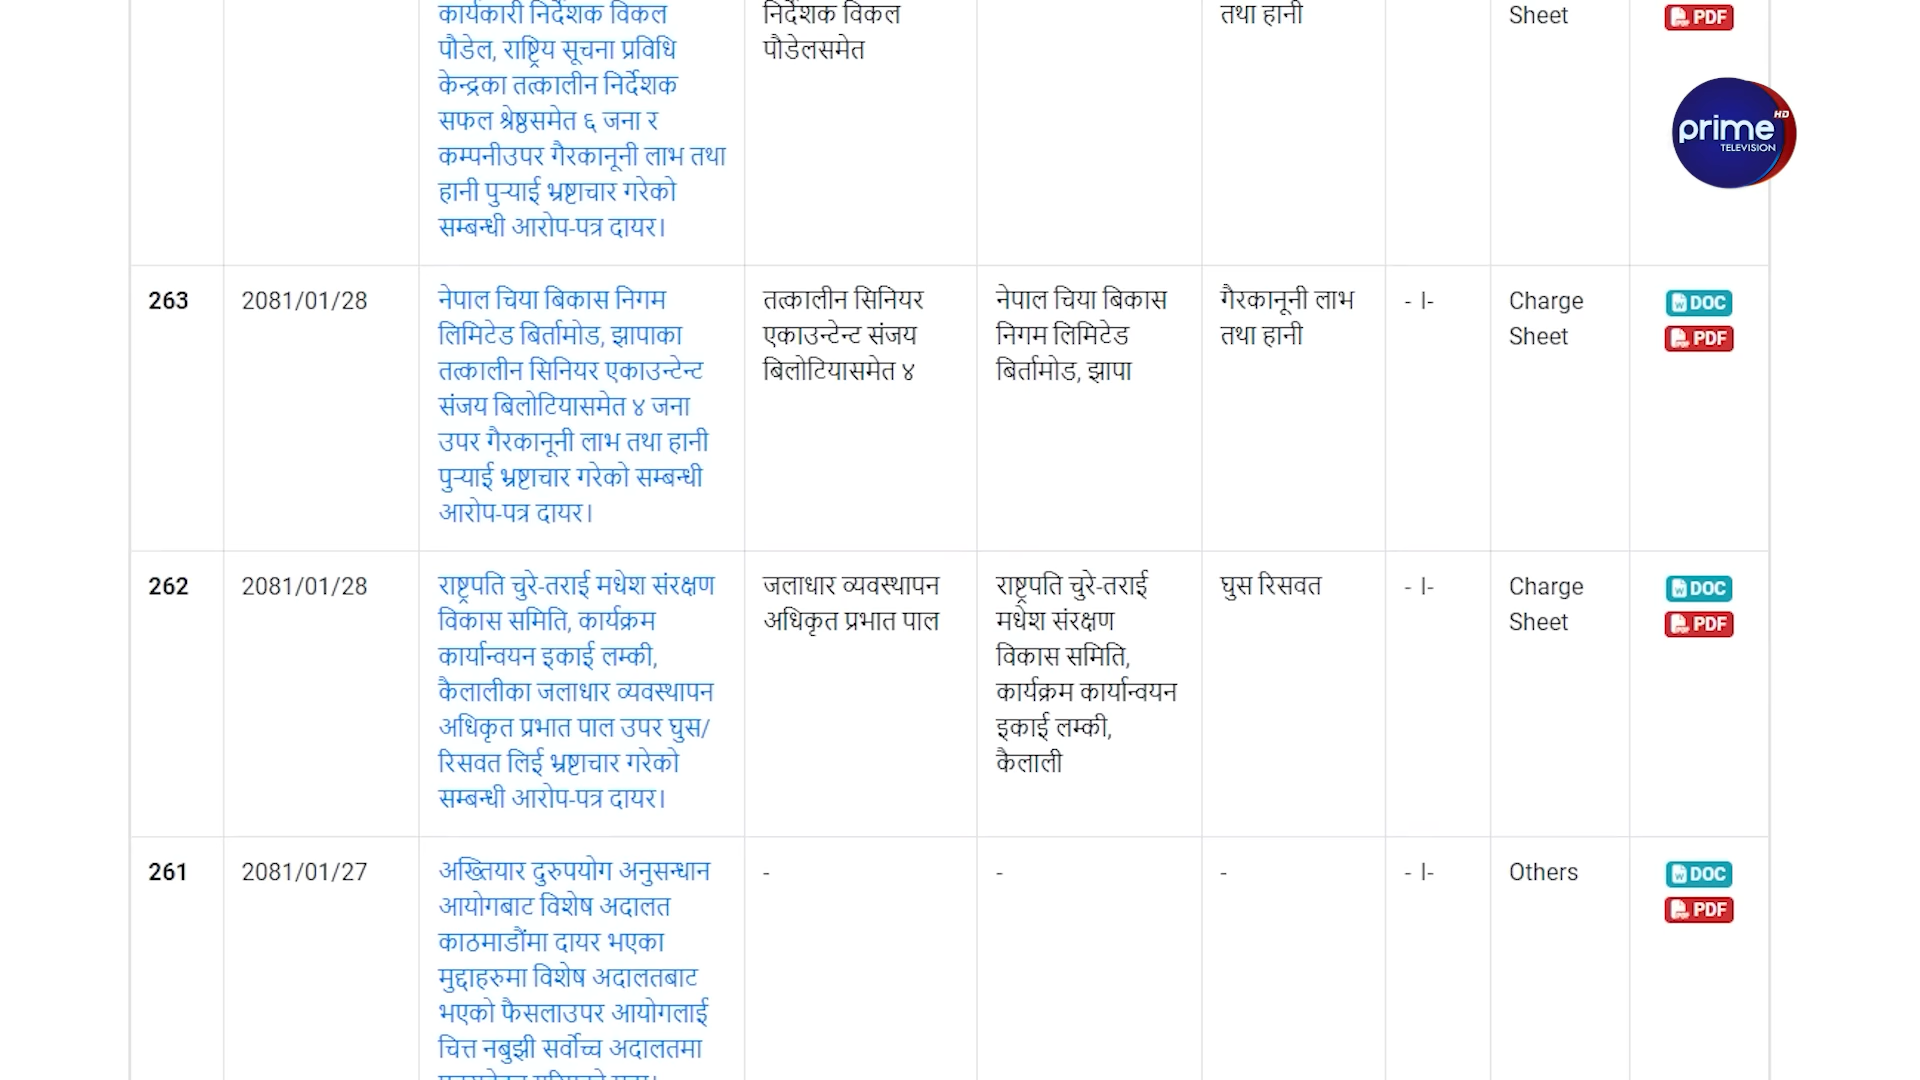 कार्यकारी निर्देशक विकल
पौडेल, राष्ट्रिय सूचना प्रविधि
केन्द्रका तत्कालीन निर्देशक
सफल श्रेष्ठसमेत ६ जना र
कम्पनीउपर गैरकानूनी लाभ तथा
हानी पुर्‍याई भ्रष्टाचार गरेको
सम्बन्धी आरोप-पत्र दायर।
निर्देशक विकल
पौडेलसमेत
तथा हानी
Sheet
PDF
prime HD
TELEVISION
263
2081/01/28
नेपाल चिया बिकास निगम
लिमिटेड बिर्तामोड, झापाका
तत्कालीन सिनियर एकाउन्टेन्ट
संजय बिलोटियासमेत ४ जना
उपर गैरकानूनी लाभ तथा हानी
पुर्‍याई भ्रष्टाचार गरेको सम्बन्धी
आरोप-पत्र दायर।
तत्कालीन सिनियर
एकाउन्टेन्ट संजय
बिलोटियासमेत ४
नेपाल चिया बिकास
निगम लिमिटेड
बिर्तामोड, झापा
गैरकानूनी लाभ
तथा हानी
- |-
Charge
Sheet
DOC
PDF
262
2081/01/28
राष्ट्रपति चुरे-तराई मधेश संरक्षण
विकास समिति, कार्यक्रम
कार्यान्वयन इकाई लम्की,
कैलालीका जलाधार व्यवस्थापन
अधिकृत प्रभात पाल उपर घुस/
रिसवत लिई भ्रष्टाचार गरेको
सम्बन्धी आरोप-पत्र दायर।
जलाधार व्यवस्थापन
अधिकृत प्रभात पाल
राष्ट्रपति चुरे-तराई
मधेश संरक्षण
विकास समिति,
कार्यक्रम कार्यान्वयन
इकाई लम्की,
कैलाली
घुस रिसवत
- |-
Charge
Sheet
DOC
PDF
261
2081/01/27
अख्तियार दुरुपयोग अनुसन्धान
आयोगबाट विशेष अदालत
काठमाडौंमा दायर भएका
मुद्दाहरुमा विशेष अदालतबाट
भएको फैसलाउपर आयोगलाई
चित्त नबुझी सर्वोच्च अदालतमा
-
-
-
- |-
Others
DOC
PDF